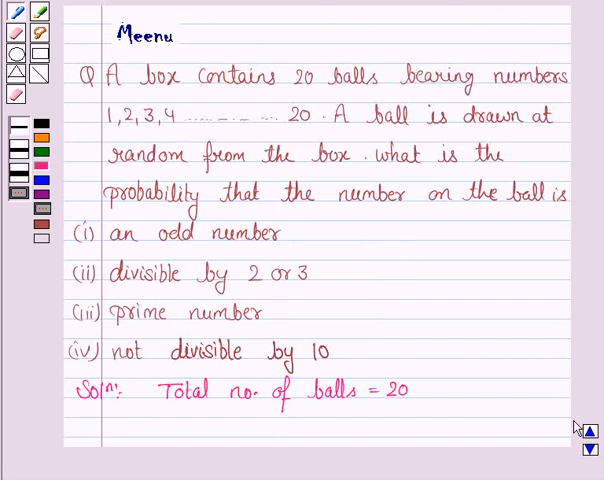 Meenu
Q A box contains 20 balls bearing numbers
1, 2, 3, 4 ............ 20. A ball is drawn at
random from the box. what is the
probability that the number on the ball is
(i) an odd number
(ii) divisible by 2 or 3
(iii) prime number
(iv) not divisible by 10
Solⁿ: Total no. of balls = 20